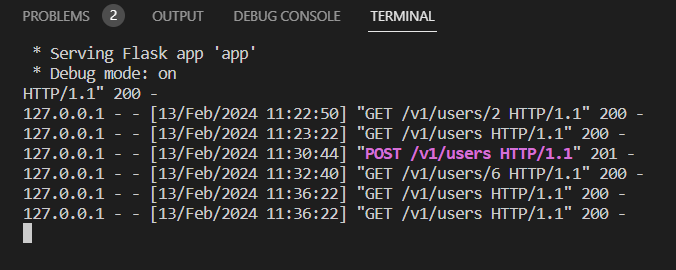 PROBLEMS 2 OUTPUT DEBUG CONSOLE TERMINAL
* Serving Flask app 'app'
* Debug mode: on
HTTP/1.1" 200 -
127.0.0.1 - - [13/Feb/2024 11:22:50] "GET /v1/users/2 HTTP/1.1" 200 -
127.0.0.1 - - [13/Feb/2024 11:23:22] "GET /v1/users HTTP/1.1" 200 -
127.0.0.1 - - [13/Feb/2024 11:30:44] "POST /v1/users HTTP/1.1" 201 -
127.0.0.1 - - [13/Feb/2024 11:32:40] "GET /v1/users/6 HTTP/1.1" 200 -
127.0.0.1 - - [13/Feb/2024 11:36:22] "GET /v1/users HTTP/1.1" 200 -
127.0.0.1 - - [13/Feb/2024 11:36:22] "GET /v1/users HTTP/1.1" 200 -